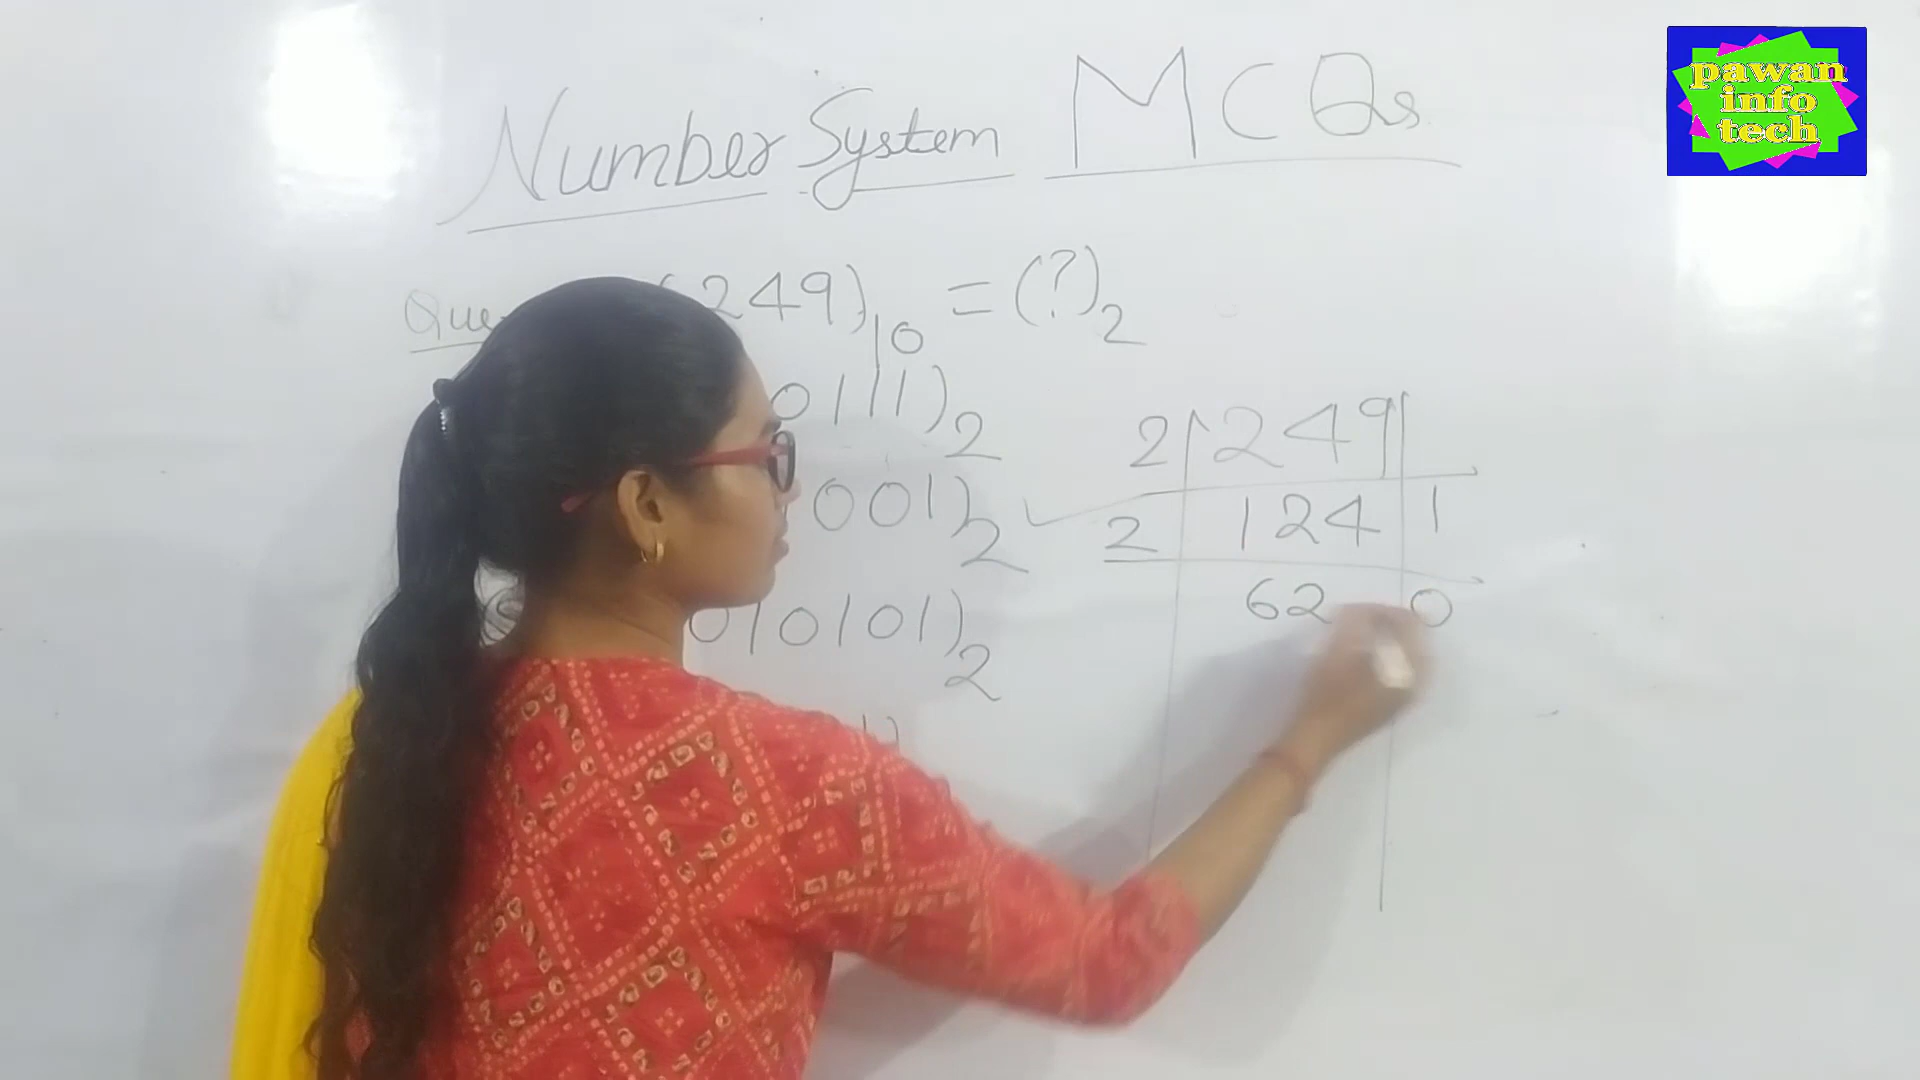 Number System MCQs
249)10 = (?)2
0111)2
001)2
010101)2
2 249
2 124 1
62 0
pawan
info
tech